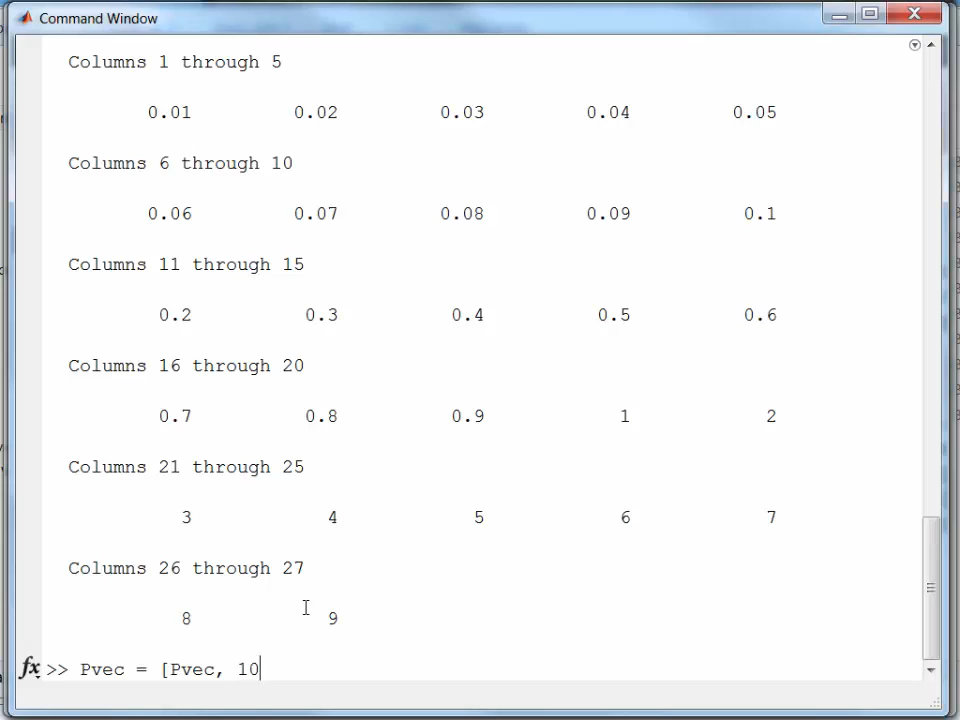 Command Window
Columns 1 through 5
0.01 0.02 0.03 0.04 0.05
Columns 6 through 10
0.06 0.07 0.08 0.09 0.1
Columns 11 through 15
0.2 0.3 0.4 0.5 0.6
Columns 16 through 20
0.7 0.8 0.9 1 2
Columns 21 through 25
3 4 5 6 7
Columns 26 through 27
8 9
fx >> Pvec = [Pvec, 10